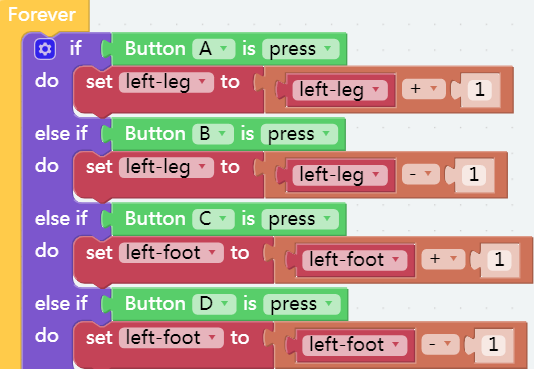 Forever
if Button A is press
do set left-leg to left-leg + 1
else if Button B is press
do set left-leg to left-leg - 1
else if Button C is press
do set left-foot to left-foot + 1
else if Button D is press
do set left-foot to left-foot - 1